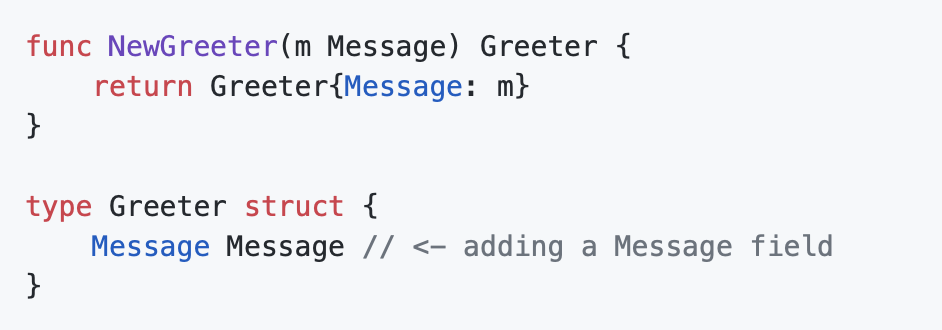 func NewGreeter(m Message) Greeter {
    return Greeter{Message: m}
}

type Greeter struct {
    Message Message // <- adding a Message field
}